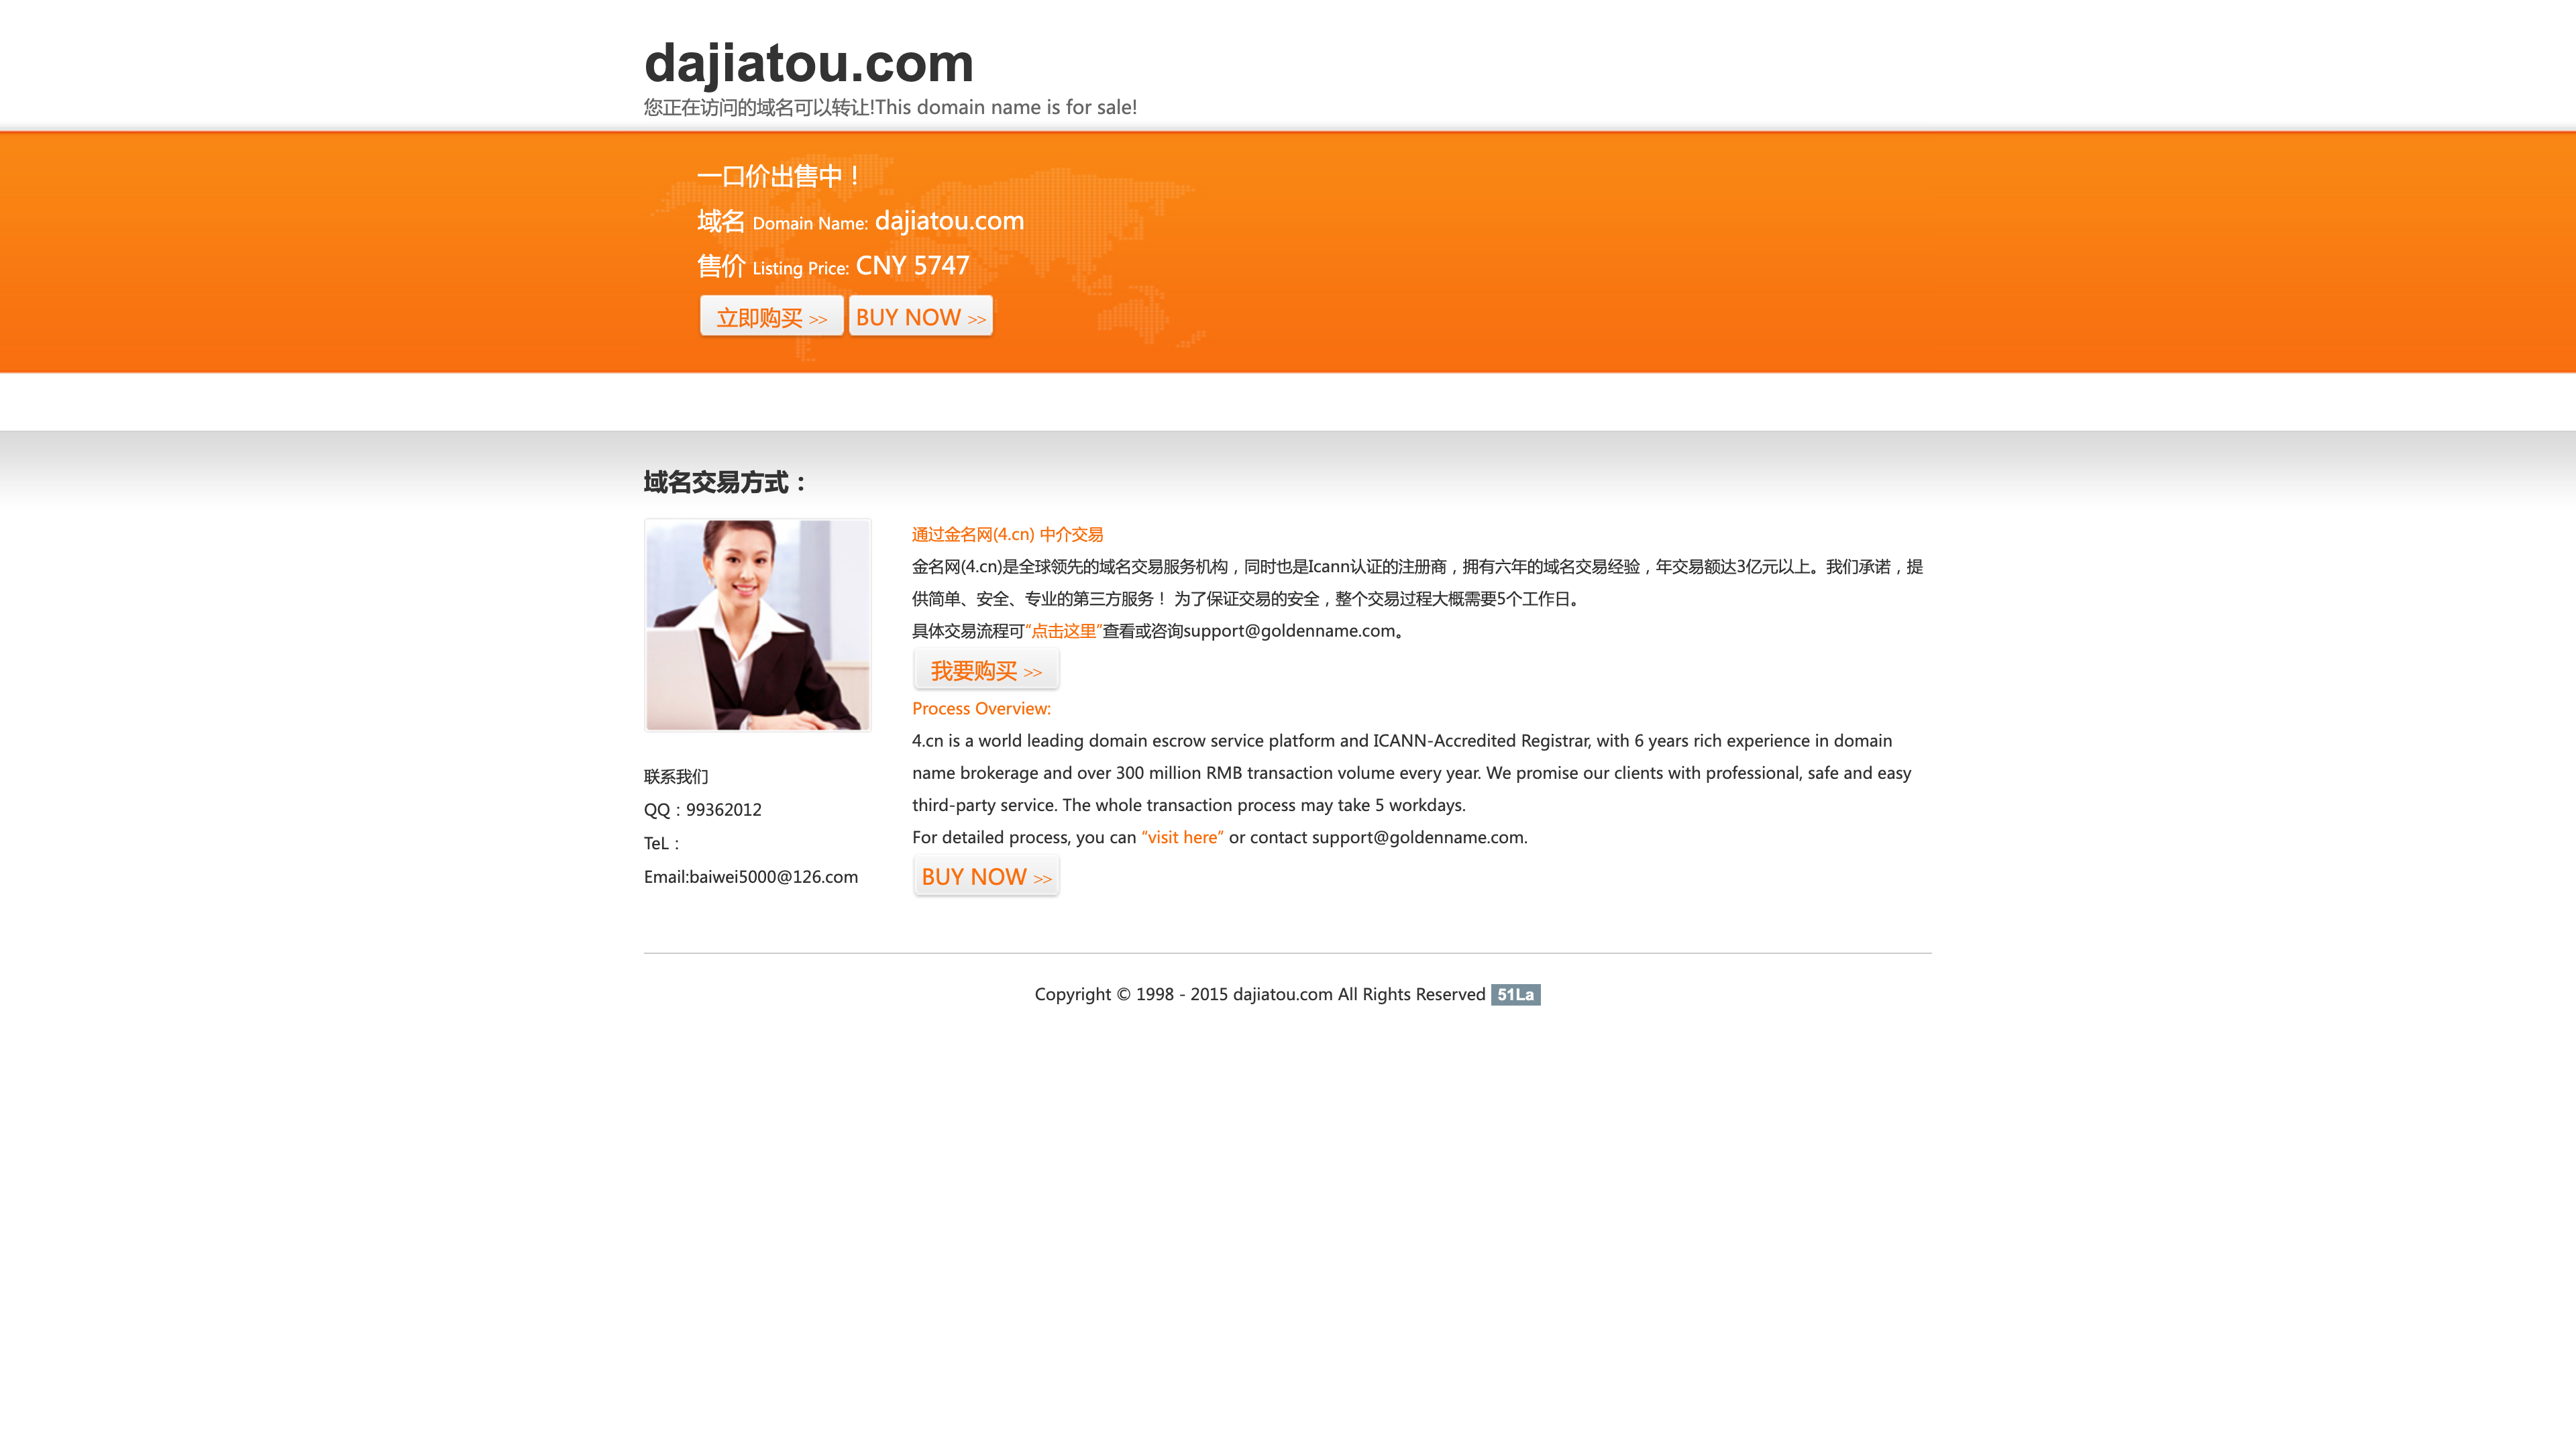 dajiatou.com
您正在访问的域名可以转让!This domain name is for sale!
一口价出售中！
域名 Domain Name: dajiatou.com
售价 Listing Price: CNY 5747
立即购买 >> BUY NOW >>
域名交易方式：
通过金名网(4.cn) 中介交易
金名网(4.cn)是全球领先的域名交易服务机构，同时也是Icann认证的注册商，拥有六年的域名交易经验，年交易额达3亿元以上。我们承诺，提
供简单、安全、专业的第三方服务！ 为了保证交易的安全，整个交易过程大概需要5个工作日。
具体交易流程可“点击这里”查看或咨询support@goldenname.com。
我要购买 >>
Process Overview:
4.cn is a world leading domain escrow service platform and ICANN-Accredited Registrar, with 6 years rich experience in domain
name brokerage and over 300 million RMB transaction volume every year. We promise our clients with professional, safe and easy
third-party service. The whole transaction process may take 5 workdays.
For detailed process, you can “visit here” or contact support@goldenname.com.
BUY NOW >>
联系我们
QQ：99362012
TeL：
Email:baiwei5000@126.com
Copyright © 1998 - 2015 dajiatou.com All Rights Reserved 51La